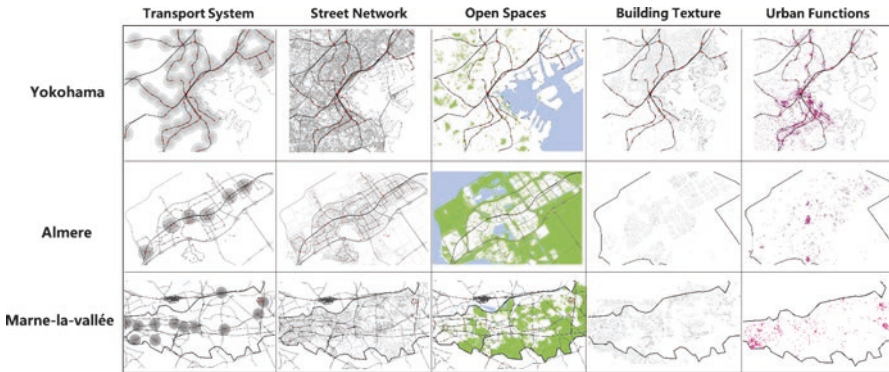 Transport System Street Network Open Spaces Building Texture Urban Functions
Yokohama
Almere
Marne-la-vallée